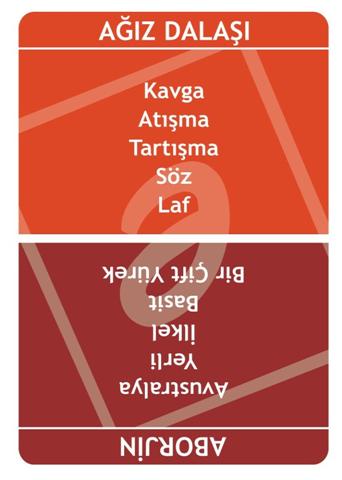 AĞIZ DALAŞI
Kavga
Atışma
Tartışma
Söz
Laf
ABORJİN
Avustralya
Yerli
İlkel
Basit
Bir Çift Yürek